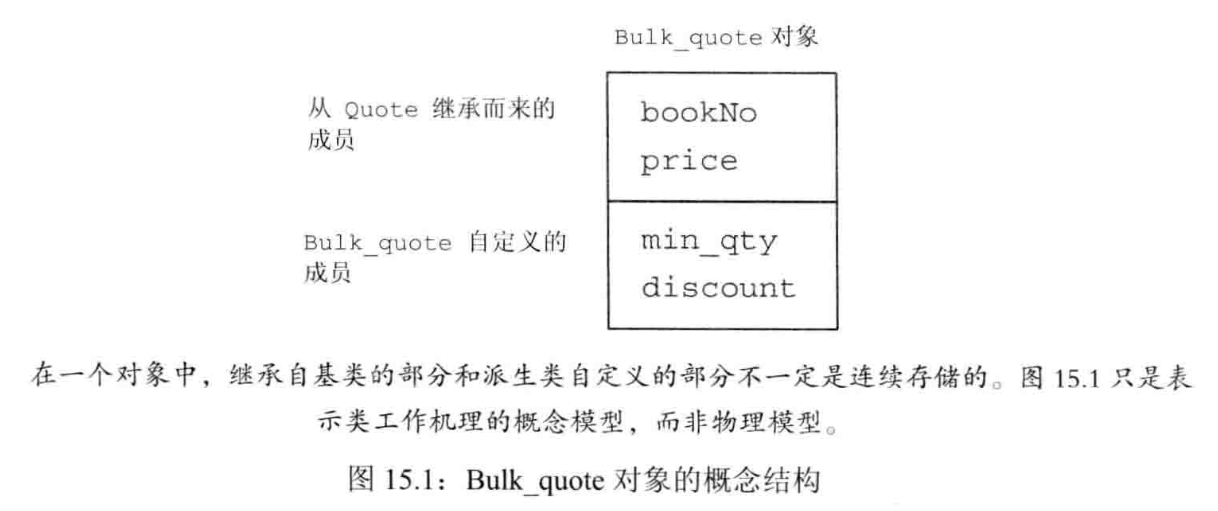 Bulk_quote 对象
从 Quote 继承而来的
成员
bookNo
price
Bulk_quote 自定义的
成员
min_qty
discount
在一个对象中，继承自基类的部分和派生类自定义的部分不一定是连续存储的。图 15.1 只是表
示类工作机理的概念模型，而非物理模型。
图 15.1：Bulk_quote 对象的概念结构